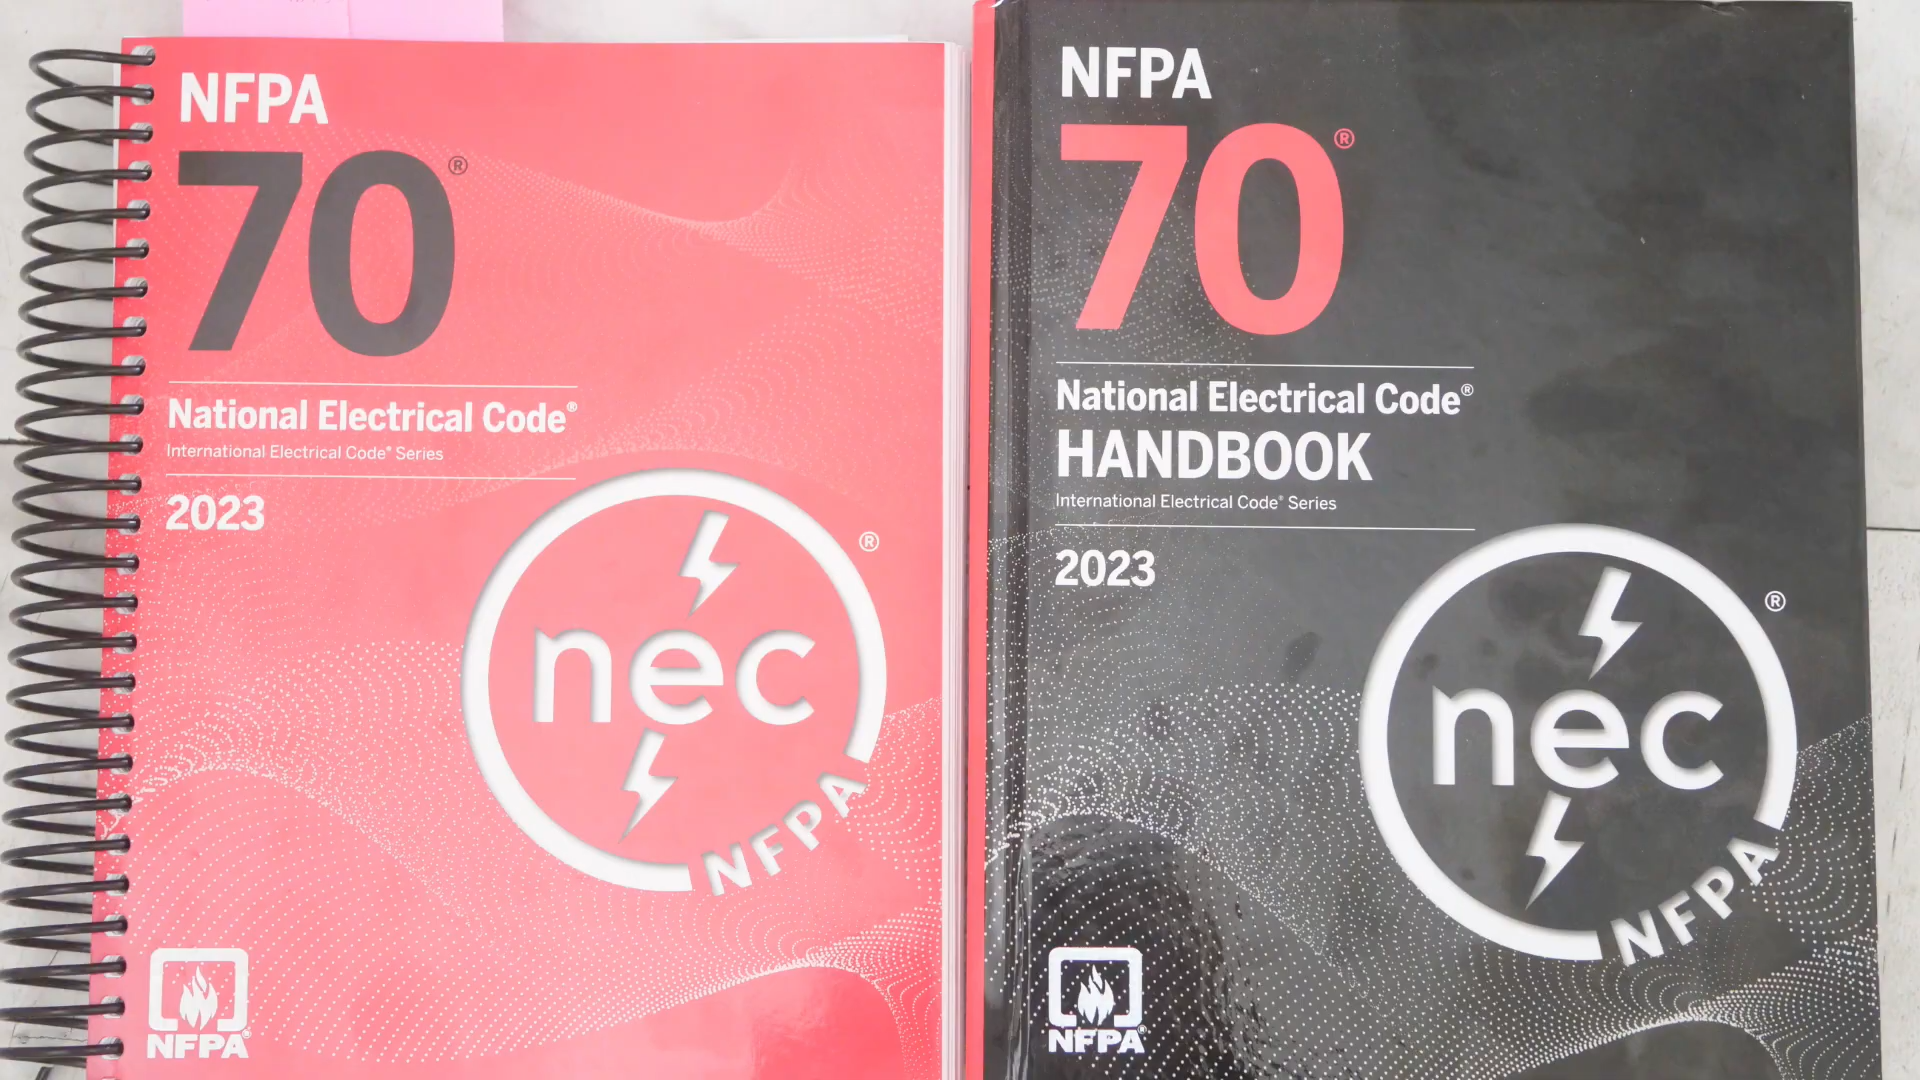 NFPA
NFPA
70®
National Electrical Code®
International Electrical Code® Series
2023
nec®
NFPA
NFPA®
NFPA
70®
National Electrical Code®
HANDBOOK
International Electrical Code® Series
2023
nec®
NFPA
NFPA®